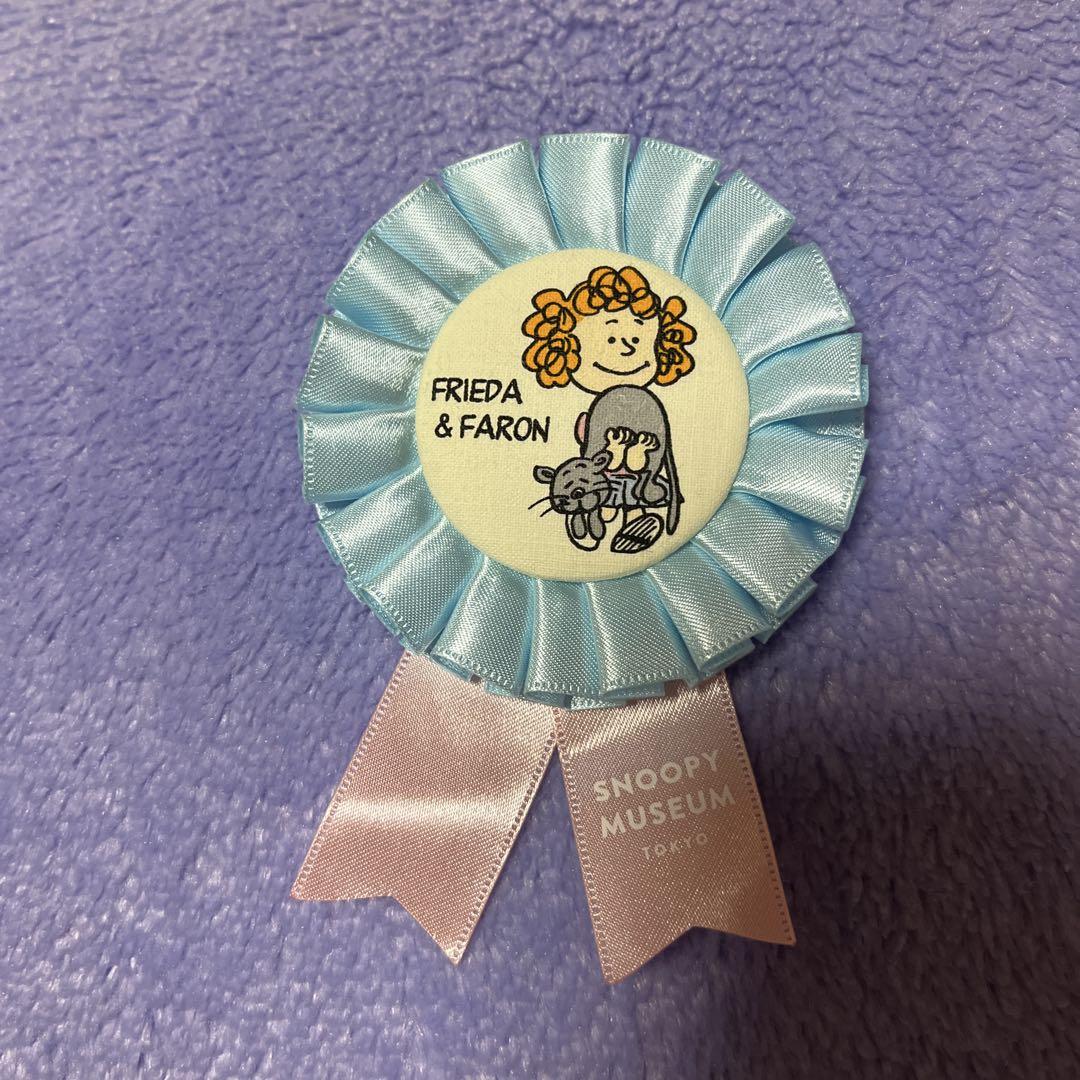 FRIEDA
& FARON
SNOOPY
MUSEUM
TOKYO